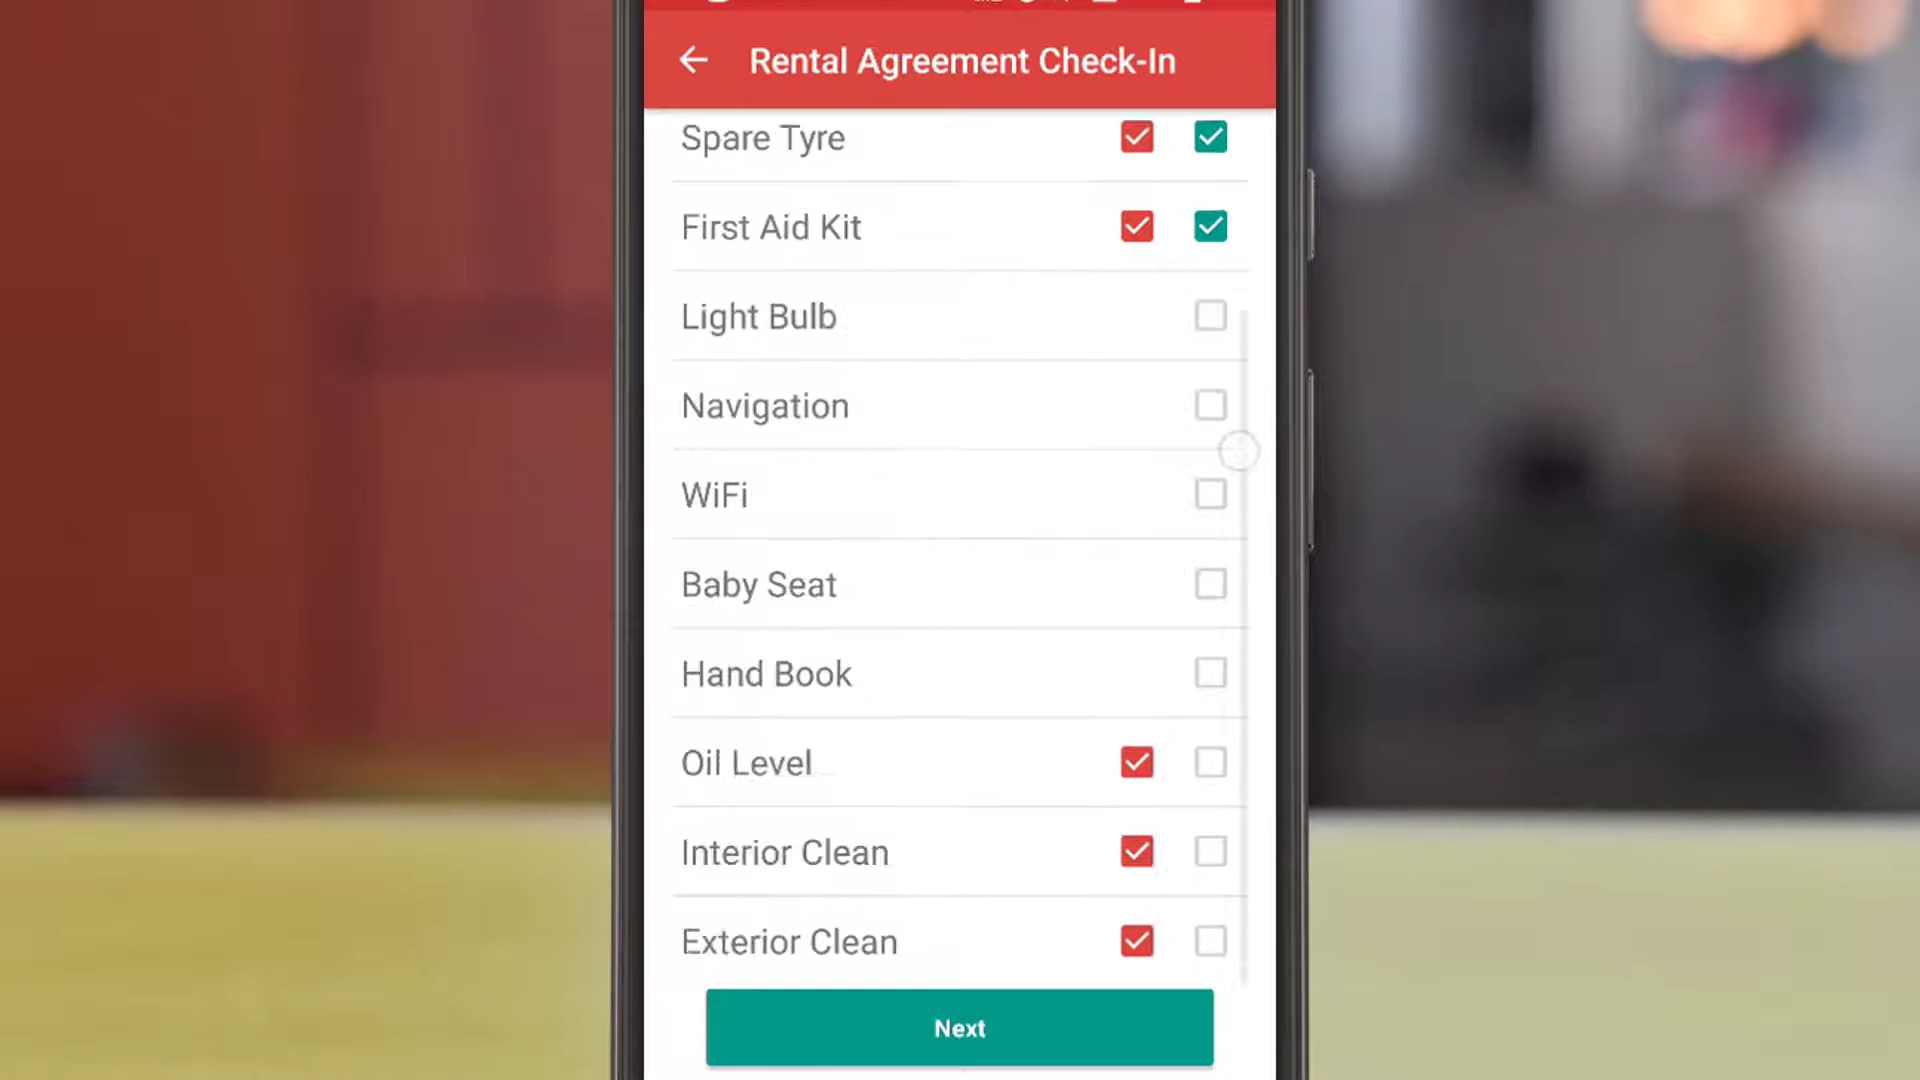 Rental Agreement Check-In
Spare Tyre
First Aid Kit
Light Bulb
Navigation
WiFi
Baby Seat
Hand Book
Oil Level
Interior Clean
Exterior Clean
Next